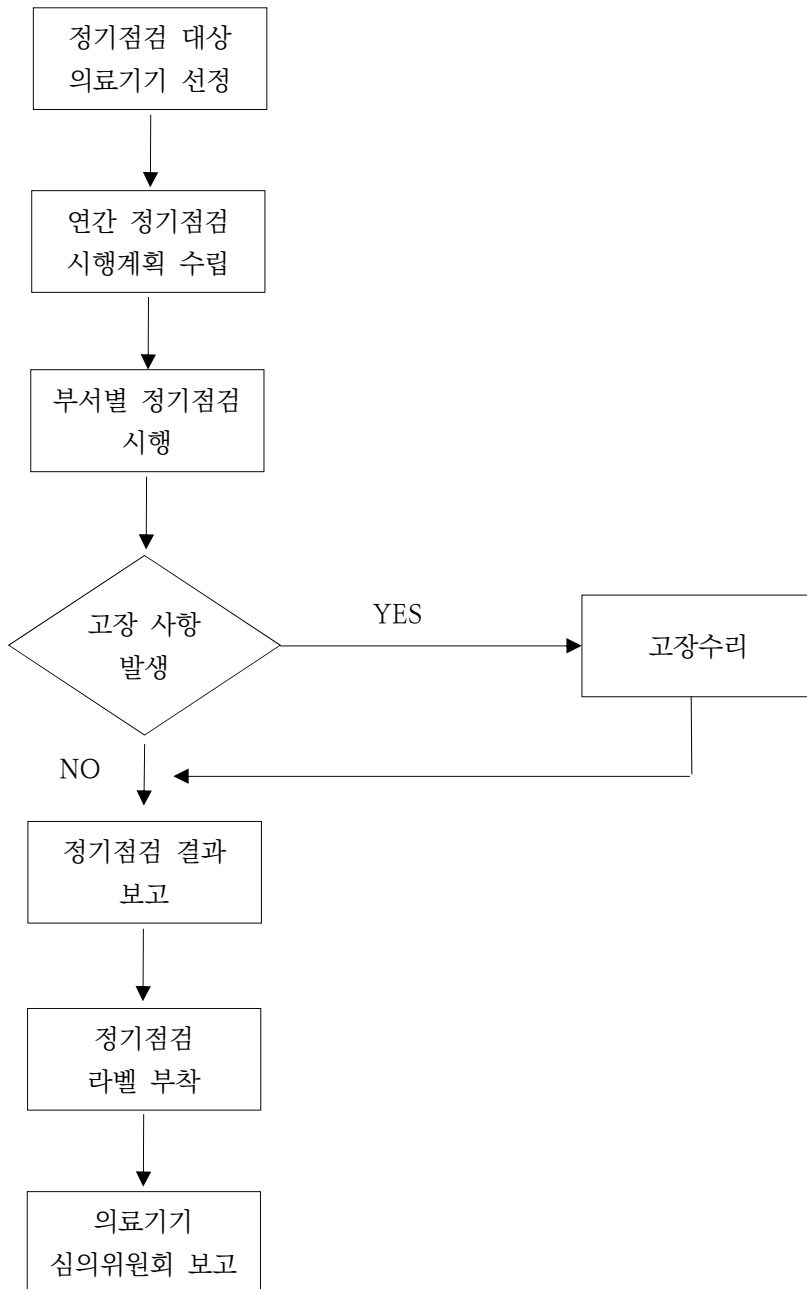 정기점검 대상
의료기기 선정
연간 정기점검
시행계획 수립
부서별 정기점검
시행
고장 사항
발생
YES
고장수리
NO
정기점검 결과
보고
정기점검
라벨 부착
의료기기
심의위원회 보고